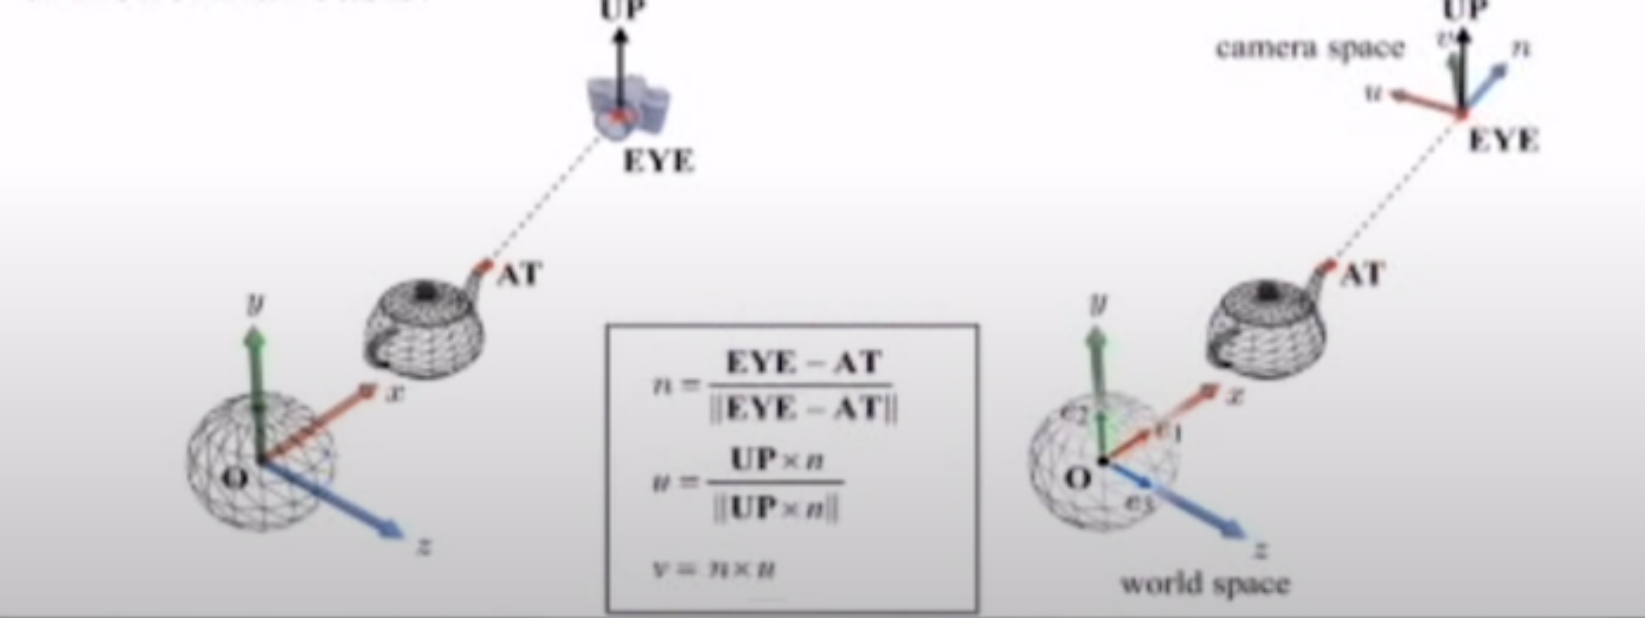 UP
EYE
AT
y
x
O
z
n = EYE − AT / ||EYE − AT||
u = UP × n / ||UP × n||
v = n × u
UP
camera space
v
n
u
EYE
AT
y
x
e2
e1
O
e3
z
world space